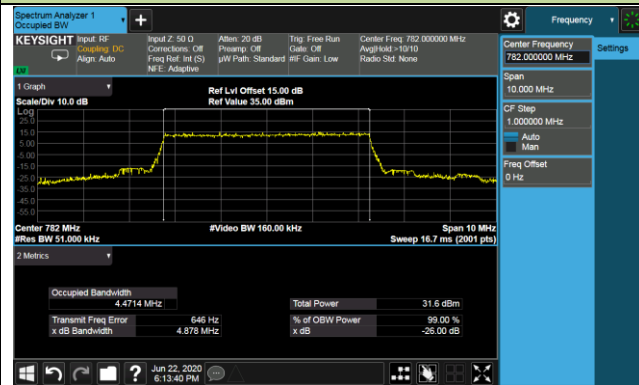 Spectrum Analyzer 1
Occupied BW
Frequency
KEYSIGHT
Input: RF
Coupling: DC
Align: Auto
Input Z: 50 Ω
Corrections: Off
Freq Ref: Int (S)
NFE: Adaptive
Atten: 20 dB
Preamp: Off
µW Path: Standard
Trig: Free Run
Gate: Off
#IF Gain: Low
Center Freq: 782.000000 MHz
Avg|Hold:>10/10
Radio Std: None
Center Frequency
782.000000 MHz
Settings
Span
10.000 MHz
CF Step
1.000000 MHz
Auto
Man
Freq Offset
0 Hz
1 Graph
Scale/Div 10.0 dB
Ref Lvl Offset 15.00 dB
Ref Value 35.00 dBm
Log
25.0
15.0
5.00
-5.00
-15.0
-25.0
-35.0
-45.0
-55.0
Center 782 MHz
#Res BW 51.000 kHz
#Video BW 160.00 kHz
Span 10 MHz
Sweep 16.7 ms (2001 pts)
2 Metrics
Occupied Bandwidth
4.4714 MHz
Total Power 31.6 dBm
Transmit Freq Error 646 Hz
% of OBW Power 99.00 %
x dB Bandwidth 4.878 MHz
x dB -26.00 dB
Jun 22, 2020
6:13:40 PM